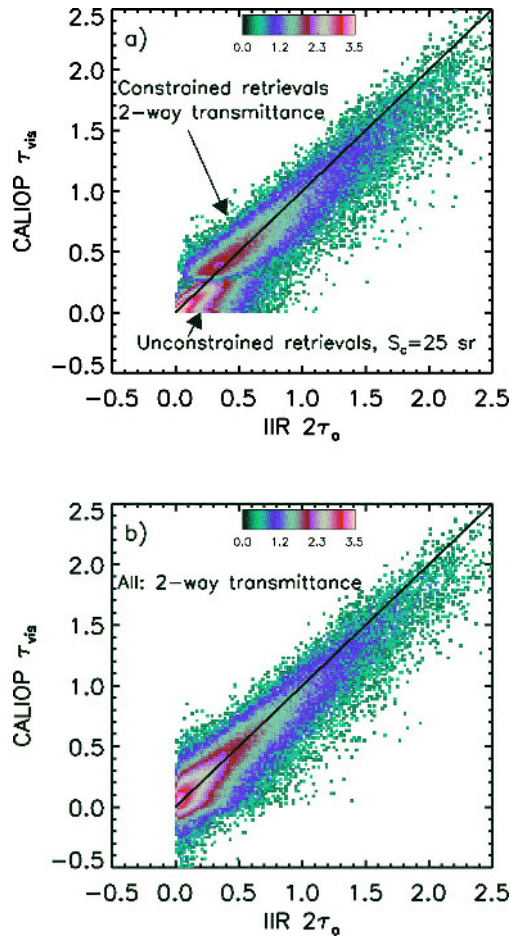 a)
0.0 1.2 2.3 3.5
Constrained retrievals
2-way transmittance
Unconstrained retrievals, Sc=25 sr
CALIOP τvis
2.5
2.0
1.5
1.0
0.5
0.0
−0.5
−0.5 0.0 0.5 1.0 1.5 2.0 2.5
IIR 2τa
b)
0.0 1.2 2.3 3.5
All: 2-way transmittance
CALIOP τvis
2.5
2.0
1.5
1.0
0.5
0.0
−0.5
−0.5 0.0 0.5 1.0 1.5 2.0 2.5
IIR 2τa